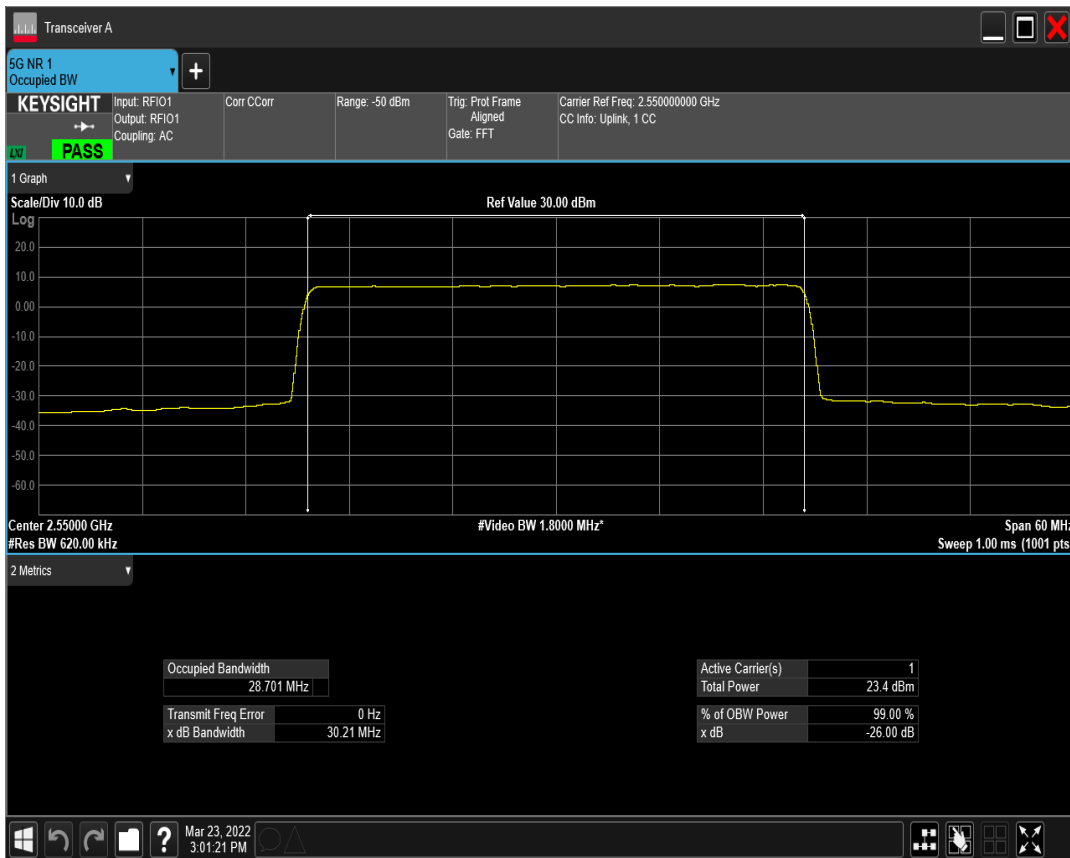 Transceiver A
5G NR 1
Occupied BW
KEYSIGHT
LXI
PASS
Input: RFIO1
Output: RFIO1
Coupling: AC
Corr CCorr
Range: -50 dBm
Trig: Prot Frame
Aligned
Gate: FFT
Carrier Ref Freq: 2.550000000 GHz
CC Info: Uplink, 1 CC
1 Graph
Scale/Div 10.0 dB
Ref Value 30.00 dBm
Log
20.0
10.0
0.00
-10.0
-20.0
-30.0
-40.0
-50.0
-60.0
Center 2.55000 GHz
#Video BW 1.8000 MHz*
Span 60 MHz
#Res BW 620.00 kHz
Sweep 1.00 ms (1001 pts
2 Metrics
Occupied Bandwidth
28.701 MHz
Transmit Freq Error 0 Hz
x dB Bandwidth 30.21 MHz
Active Carrier(s) 1
Total Power 23.4 dBm
% of OBW Power 99.00 %
x dB -26.00 dB
?
Mar 23, 2022
3:01:21 PM